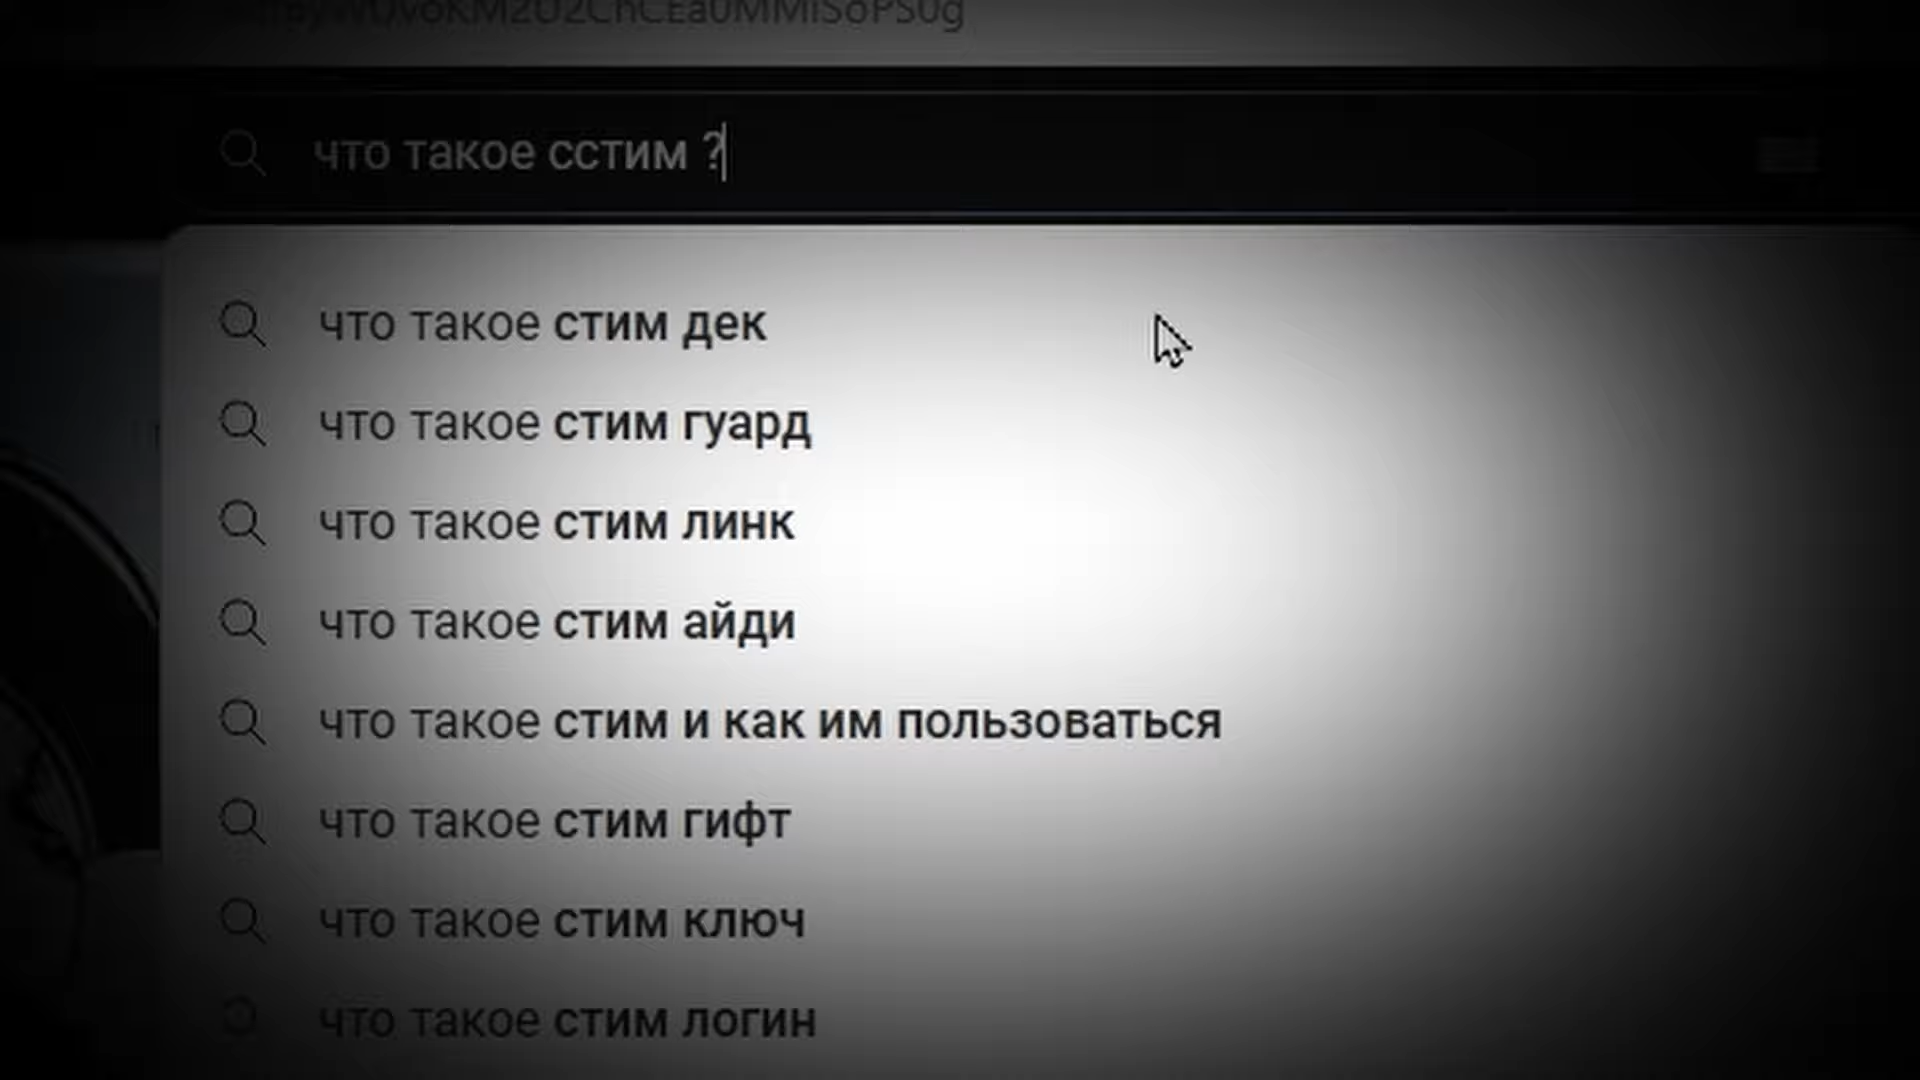 что такое сстим ?
что такое стим дек
что такое стим гуард
что такое стим линк
что такое стим айди
что такое стим и как им пользоваться
что такое стим гифт
что такое стим ключ
что такое стим логин